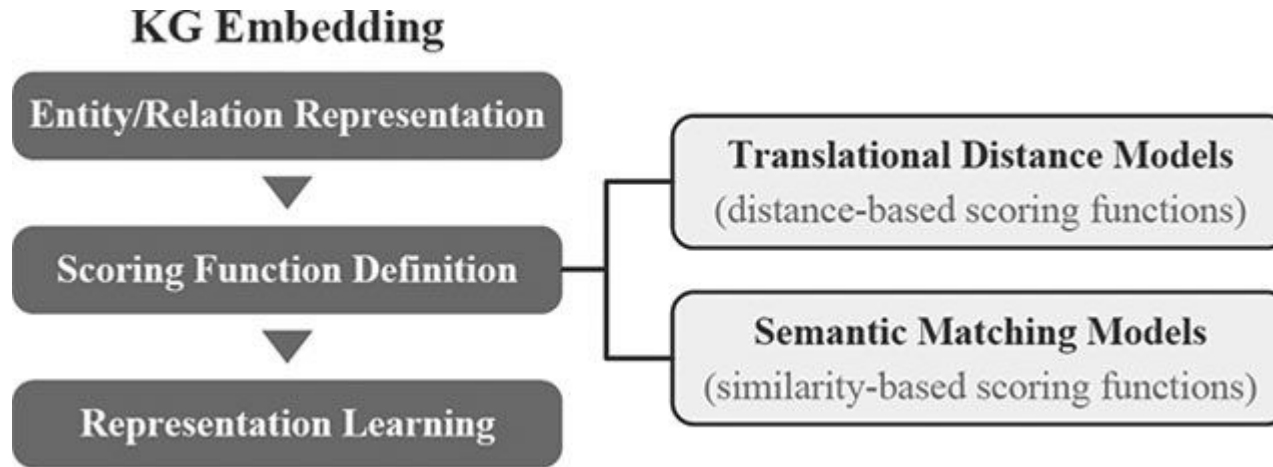 KG Embedding
Entity/Relation Representation
Scoring Function Definition
Representation Learning
Translational Distance Models
(distance-based scoring functions)
Semantic Matching Models
(similarity-based scoring functions)